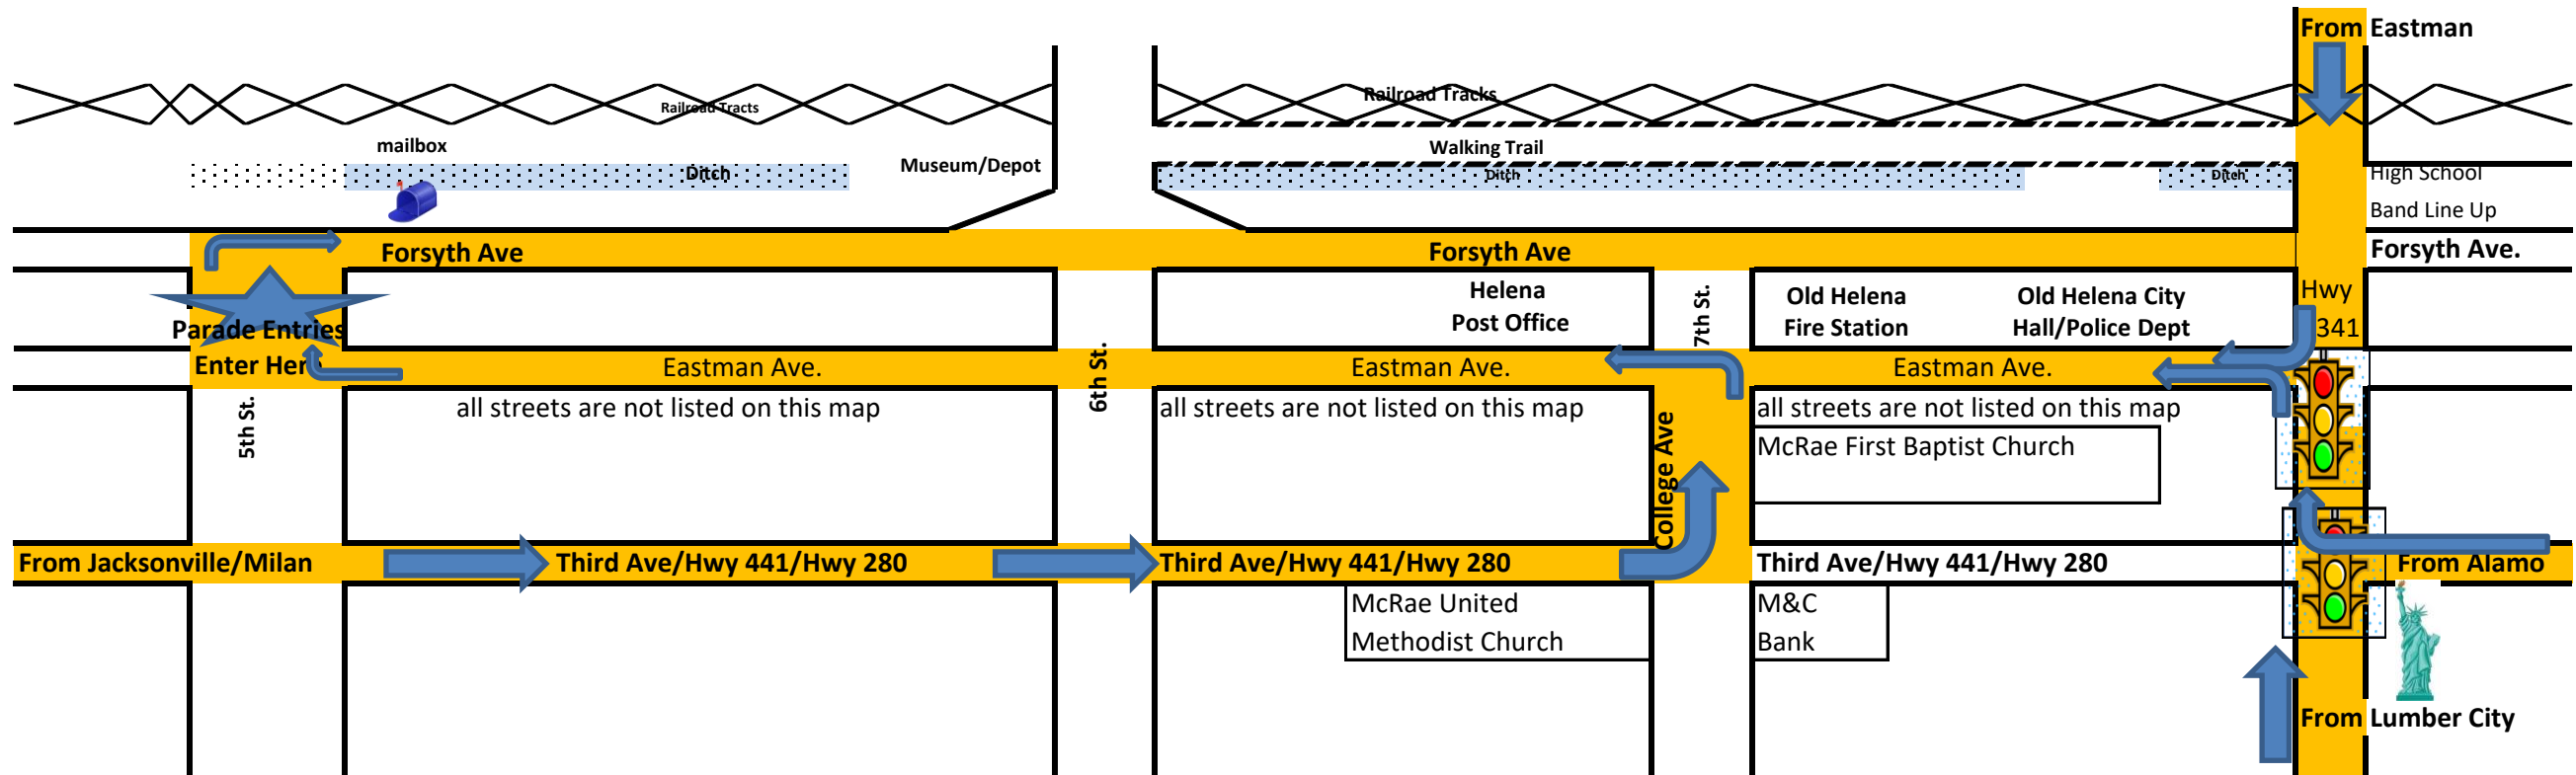 From Eastman
Railroad Tracts
Railroad Tracks
mailbox
Walking Trail
Museum/Depot
Ditch
Ditch
Ditch
High School
Band Line Up
Forsyth Ave
Forsyth Ave
Forsyth Ave.
Helena
Post Office
7th St.
Old Helena
Fire Station
Old Helena City
Hall/Police Dept
Hwy
341
Parade Entries
Enter Her
Eastman Ave.
6th St.
Eastman Ave.
Eastman Ave.
5th St.
all streets are not listed on this map
all streets are not listed on this map
all streets are not listed on this map
College Ave
McRae First Baptist Church
From Jacksonville/Milan
Third Ave/Hwy 441/Hwy 280
Third Ave/Hwy 441/Hwy 280
Third Ave/Hwy 441/Hwy 280
From Alamo
McRae United
Methodist Church
M&C
Bank
From Lumber City